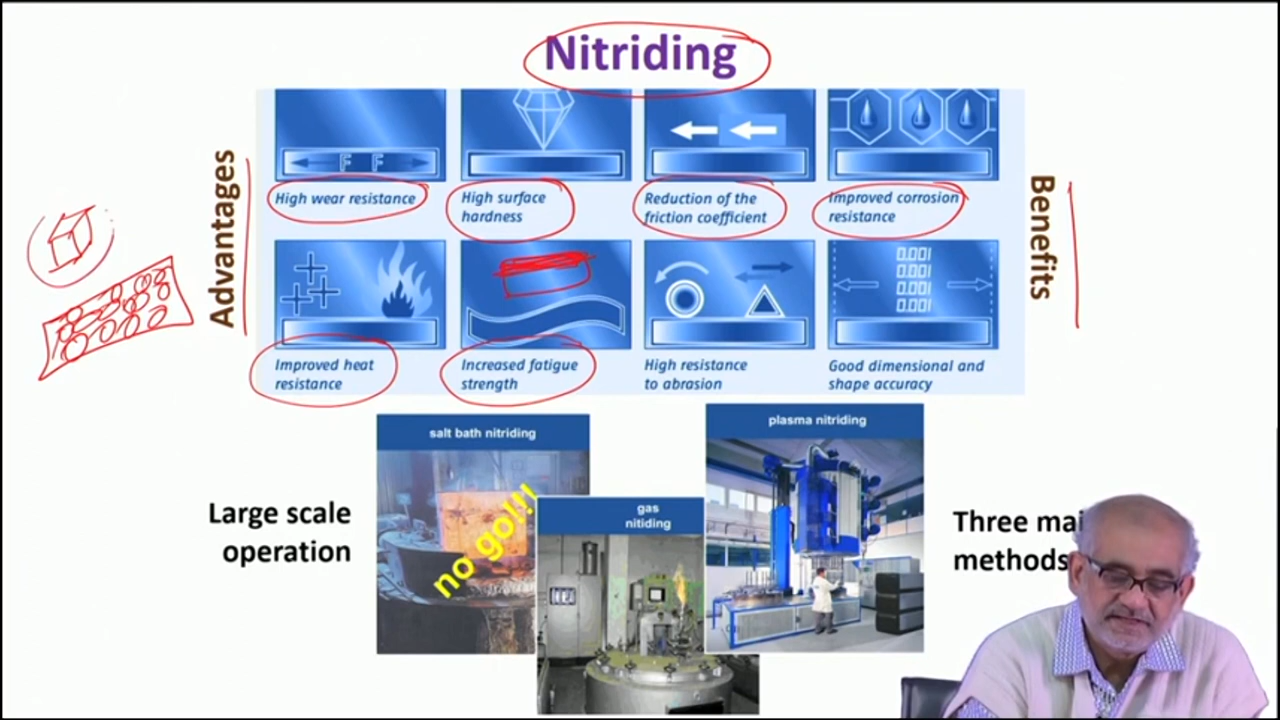 Nitriding
Advantages
F F
High wear resistance
High surface
hardness
Reduction of the
friction coefficient
Improved corrosion
resistance
Benefits
0.001
0.001
0.001
0.001
Improved heat
resistance
Increased fatigue
strength
High resistance
to abrasion
Good dimensional and
shape accuracy
Large scale
operation
salt bath nitriding
no go!!!
gas
nitiding
plasma nitriding
Three mai
methods